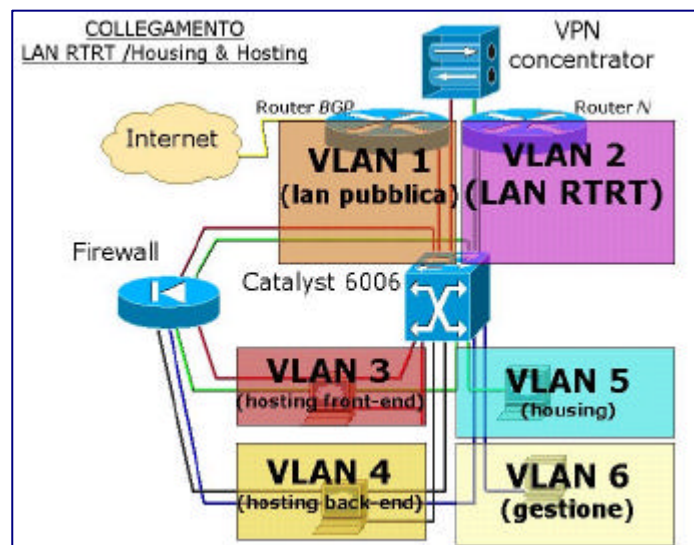 COLLEGAMENTO
LAN RTRT /Housing & Hosting
VPN
concentrator
Router BGP
Router N
Internet
VLAN 1
(lan pubblica)
VLAN 2
(LAN RTRT)
Firewall
Catalyst 6006
VLAN 3
(hosting front-end)
VLAN 5
(housing)
VLAN 4
(hosting back-end)
VLAN 6
(gestione)